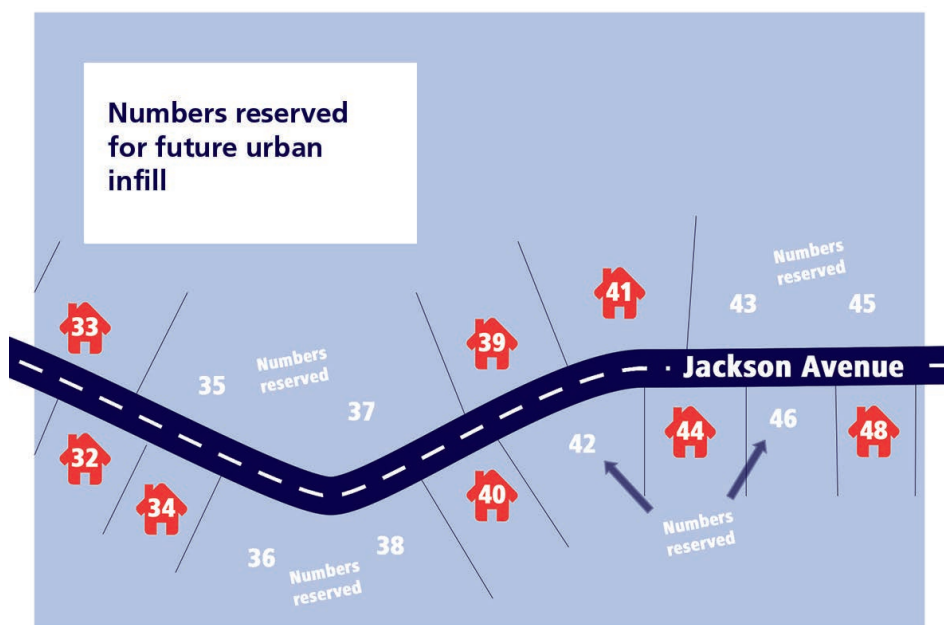 Numbers reserved
for future urban
infill
33
35
Numbers
reserved
37
39
41
43
Numbers
reserved
45
Jackson Avenue
32
34
36
Numbers
reserved
38
40
42
44
46
48
Numbers
reserved